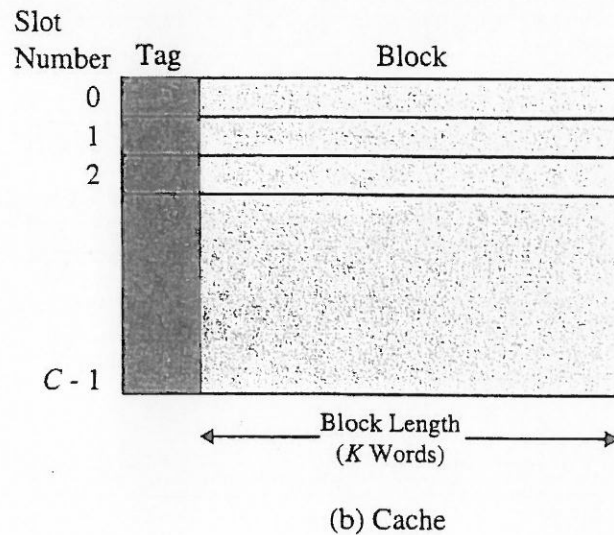 Slot
Number Tag Block
0
1
2
C - 1
Block Length
(K Words)
(b) Cache